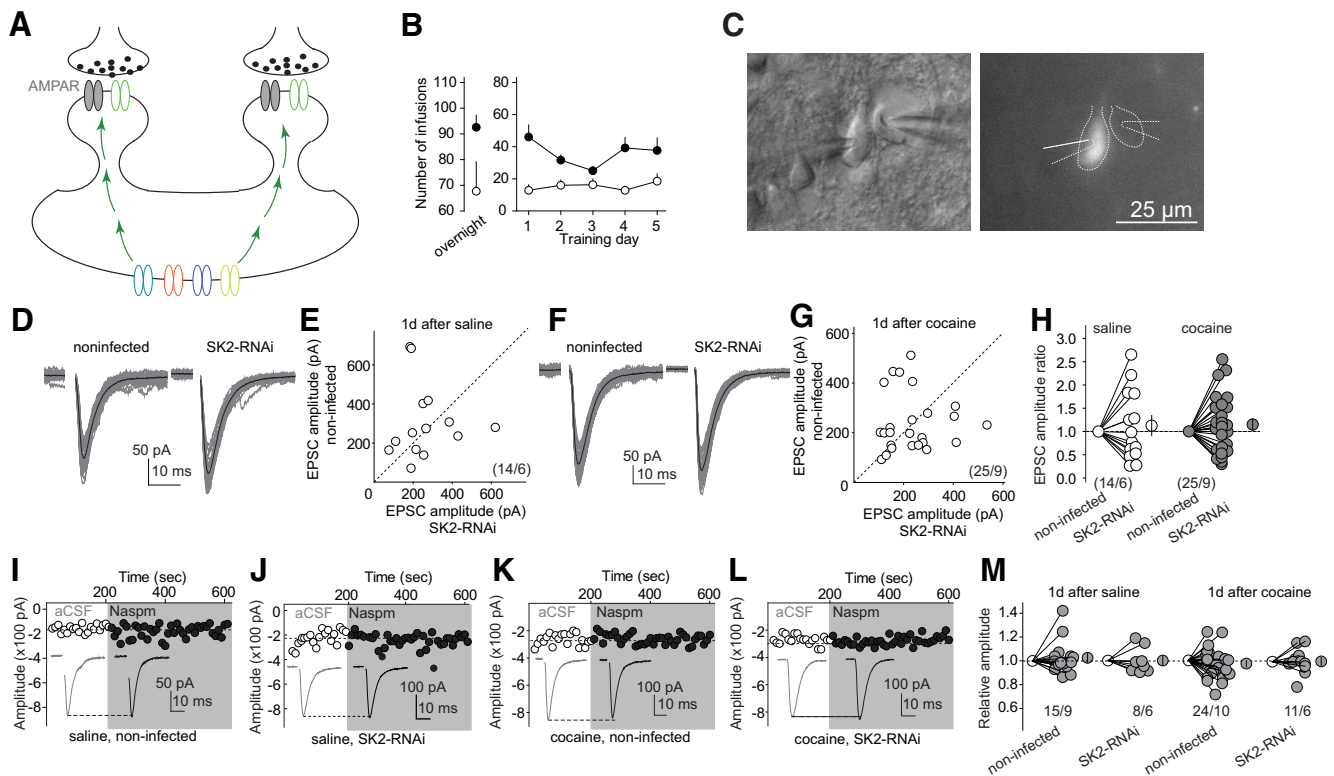 A
AMPAR
B
Number of infusions
110
100
90
80
70
60
overnight
60
40
20
0
1 2 3 4 5
Training day
C
25 µm
D
noninfected SK2-RNAi
50 pA
10 ms
E
1d after saline
EPSC amplitude (pA)
non-infected
600
400
200
(14/6)
0 200 400 600
EPSC amplitude (pA)
SK2-RNAi
F
noninfected SK2-RNAi
50 pA
10 ms
G
1d after cocaine
EPSC amplitude (pA)
non-infected
600
400
200
0
(25/9)
200 400 600
EPSC amplitude (pA)
SK2-RNAi
H
saline cocaine
EPSC amplitude ratio
3.0
2.5
2.0
1.5
1.0
0.5
0.0
(14/6) (25/9)
non-infected
SK2-RNAi
non-infected
SK2-RNAi
I
Time (sec)
0 200 400 600
Amplitude (x100 pA)
0
-2
-4
-6
-8
aCSF Naspm
50 pA
10 ms
saline, non-infected
J
Time (sec)
200 400 600
Amplitude (x100 pA)
0
-2
-4
-6
-8
aCSF Naspm
100 pA
10 ms
saline, SK2-RNAi
K
Time (sec)
0 200 400 600
Amplitude (x100 pA)
0
-2
-4
-6
-8
aCSF Naspm
100 pA
10 ms
cocaine, non-infected
L
Time (sec)
0 200 400 600
Amplitude (x100 pA)
0
-2
-4
-6
-8
aCSF Naspm
100 pA
10 ms
cocaine, SK2-RNAi
M
1d after saline 1d after cocaine
Relative amplitude
1.4
1.2
1.0
0.8
0.6
15/9 8/6 24/10 11/6
non-infected
SK2-RNAi
non-infected
SK2-RNAi